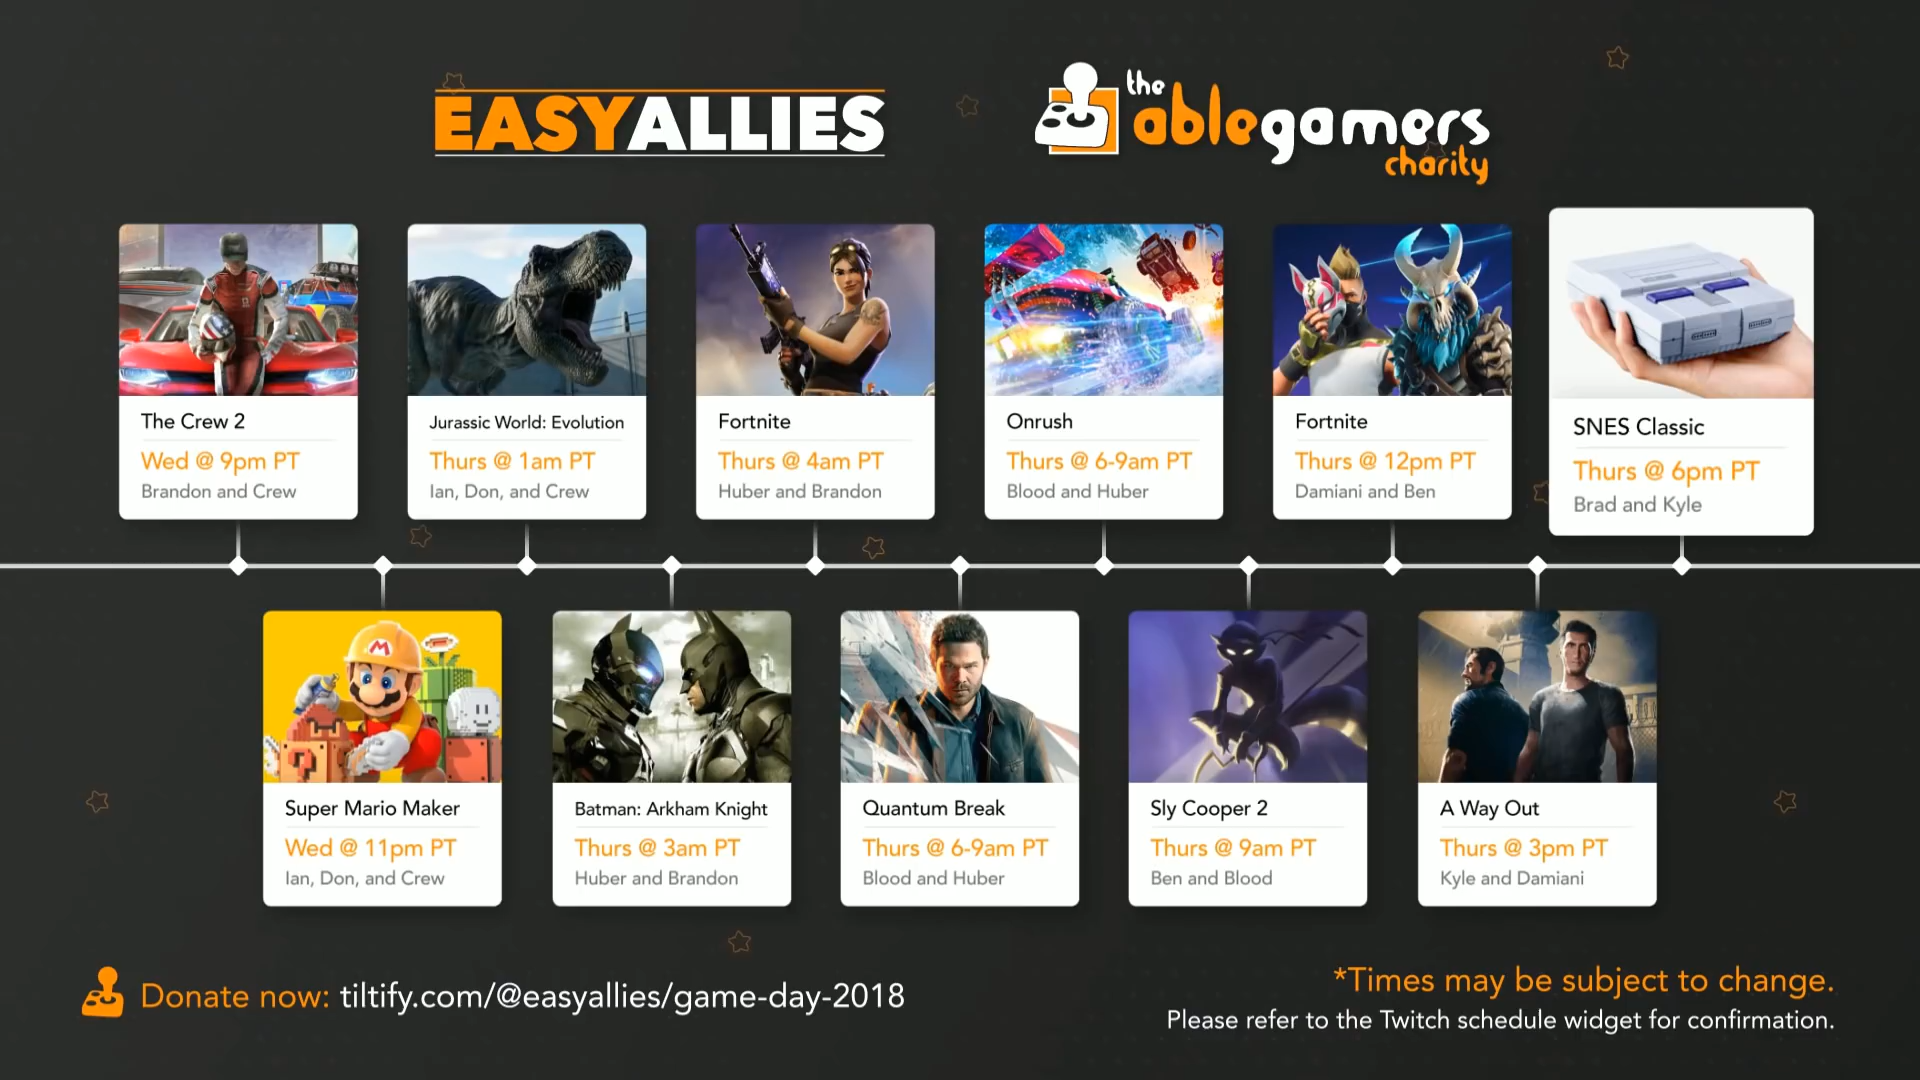 EASYALLIES
the
ablegamers
charity
The Crew 2
Wed @ 9pm PT
Brandon and Crew
Jurassic World: Evolution
Thurs @ 1am PT
Ian, Don, and Crew
Fortnite
Thurs @ 4am PT
Huber and Brandon
Onrush
Thurs @ 6-9am PT
Blood and Huber
Fortnite
Thurs @ 12pm PT
Damiani and Ben
SNES Classic
Thurs @ 6pm PT
Brad and Kyle
Super Mario Maker
Wed @ 11pm PT
Ian, Don, and Crew
Batman: Arkham Knight
Thurs @ 3am PT
Huber and Brandon
Quantum Break
Thurs @ 6-9am PT
Blood and Huber
Sly Cooper 2
Thurs @ 9am PT
Ben and Blood
A Way Out
Thurs @ 3pm PT
Kyle and Damiani
Donate now: tiltify.com/@easyallies/game-day-2018
*Times may be subject to change.
Please refer to the Twitch schedule widget for confirmation.